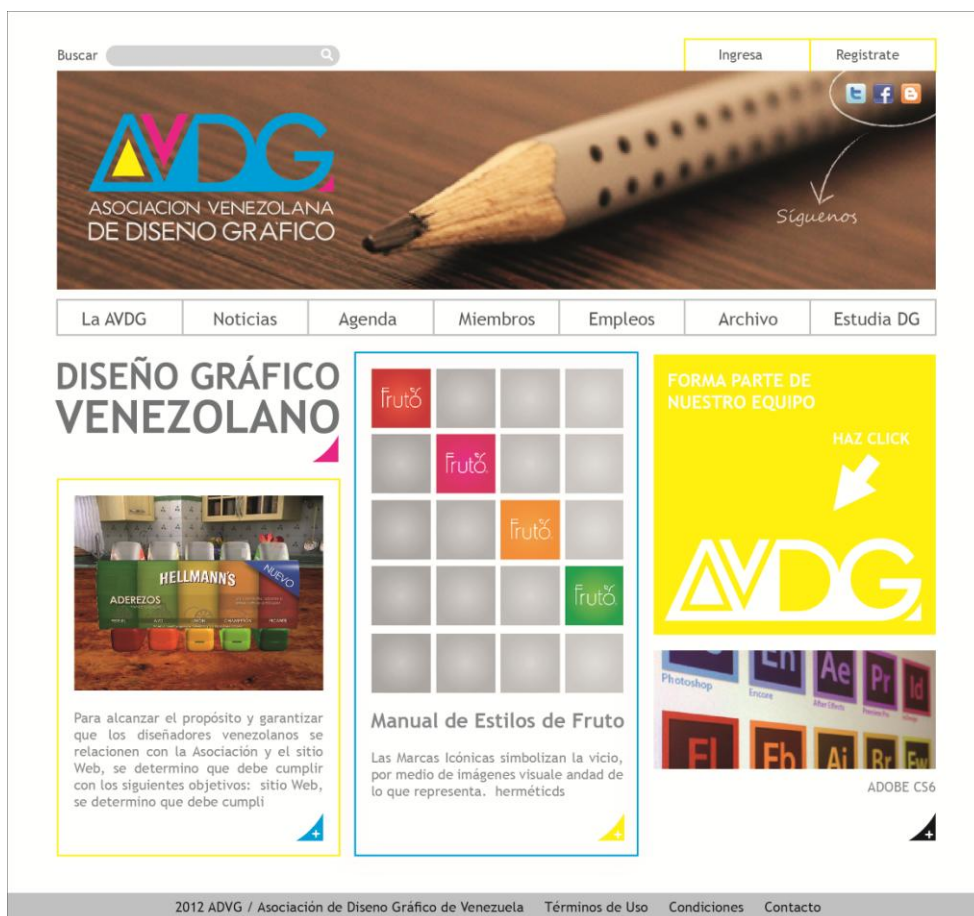 Buscar
Ingresa
Registrate
AVDG
ASOCIACIÓN VENEZOLANA
DE DISEÑO GRÁFICO
Síguenos
La AVDG
Noticias
Agenda
Miembros
Empleos
Archivo
Estudia DG
DISEÑO GRÁFICO
VENEZOLANO
HELLMANN'S
NUEVO
ADEREZOS
Para alcanzar el propósito y garantizar
que los diseñadores venezolanos se
relacionen con la Asociación y el sitio
Web, se determino que debe cumplir
con los siguientes objetivos: sitio Web,
se determino que debe cumpli
+
Fruto
Fruto
Fruto
Fruto
Manual de Estilos de Fruto
Las Marcas Icónicas simbolizan la vicio,
por medio de imágenes visuale andad de
lo que representa. herméticds
+
FORMA PARTE DE
NUESTRO EQUIPO
HAZ CLICK
AVDG
En Ae Pr Id
Photoshop
Encore
After Effects
Fl Fb Ai Br Fw
ADOBE CS6
+
2012 ADVG / Asociación de Diseno Gráfico de Venezuela Términos de Uso Condiciones Contacto